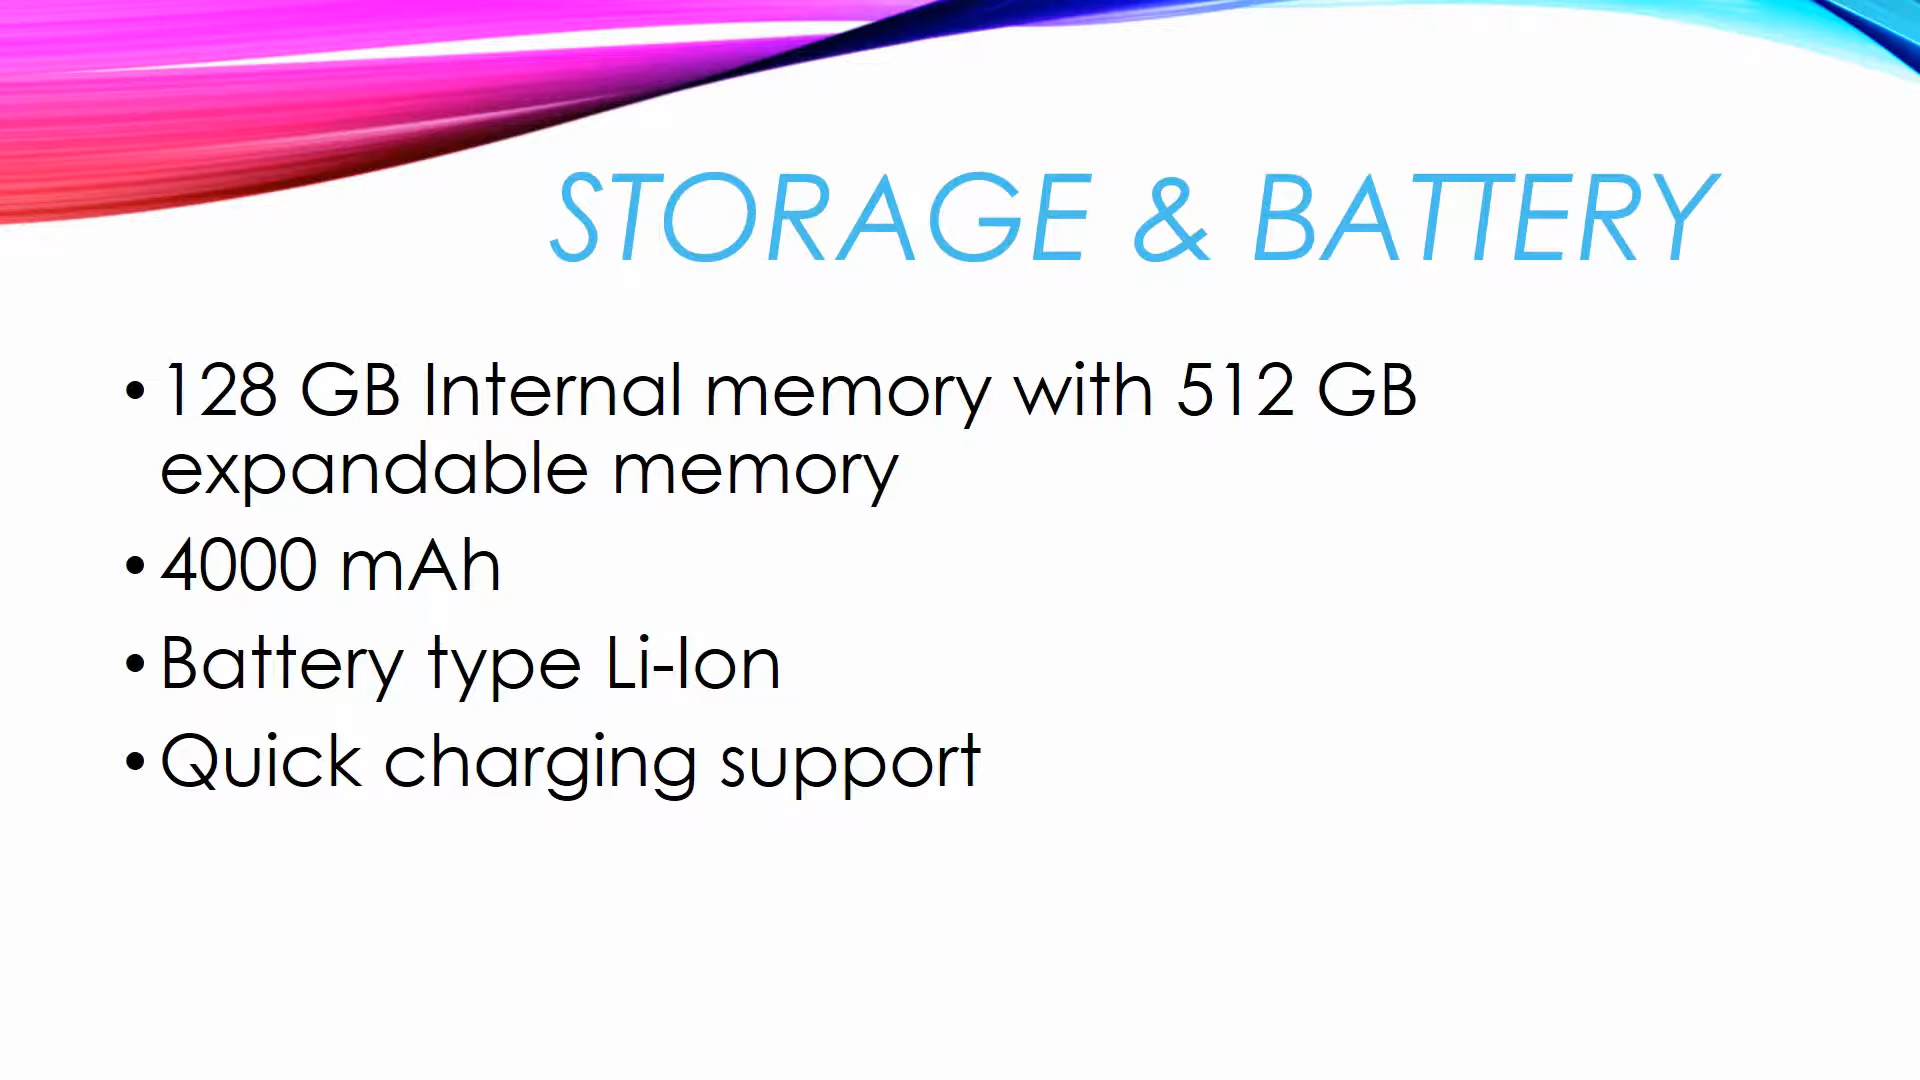 STORAGE & BATTERY
• 128 GB Internal memory with 512 GB
expandable memory
• 4000 mAh
• Battery type Li-Ion
• Quick charging support